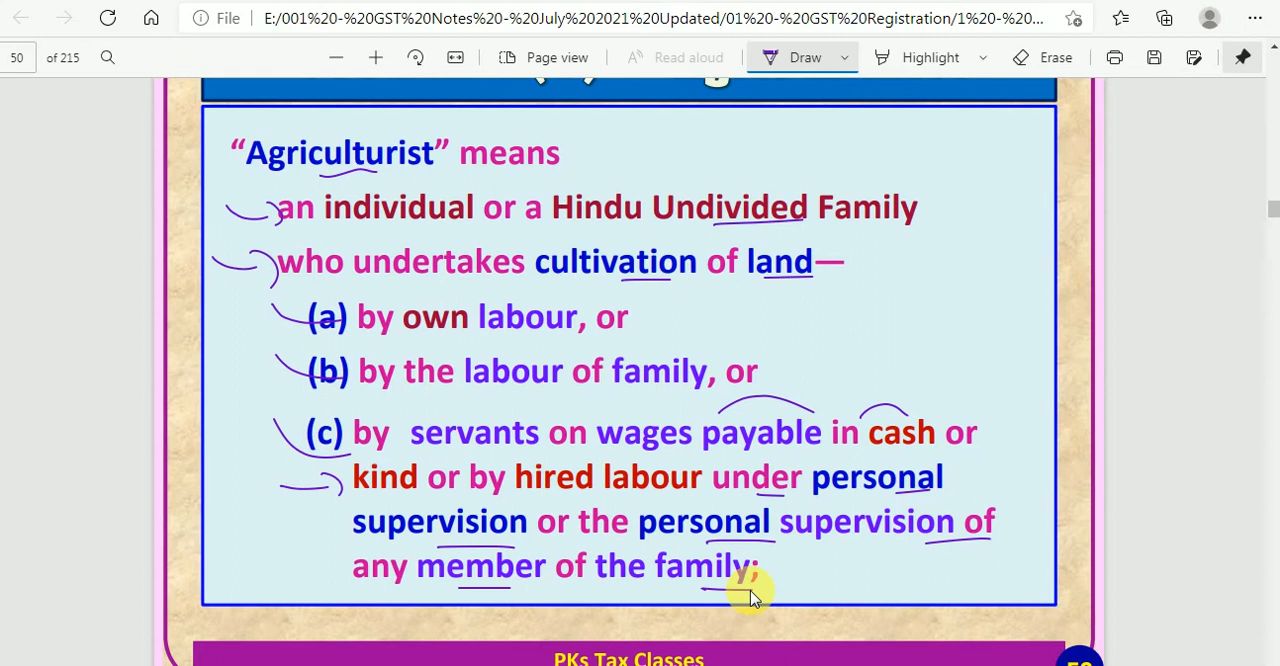 File
E:/001%20-%20GST%20Notes%20-%20July%202021%20Updated/01%20-%20GST%20Registration/1%20-%20...
50 of 215
Page view
Read aloud
Draw
Highlight
Erase
“Agriculturist” means
an individual or a Hindu Undivided Family
who undertakes cultivation of land—
(a) by own labour, or
(b) by the labour of family, or
(c) by servants on wages payable in cash or
kind or by hired labour under personal
supervision or the personal supervision of
any member of the family;
PKs Tax Classes